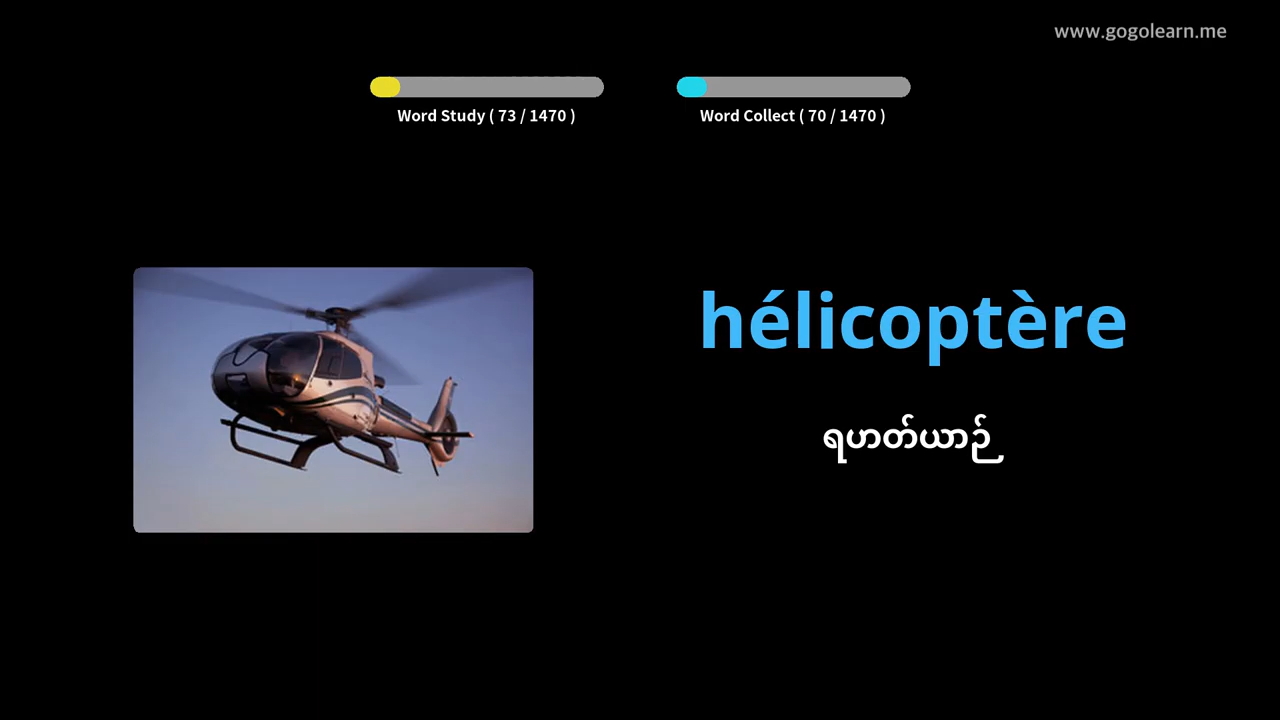 www.gogolearn.me
Word Study ( 73 / 1470 )
Word Collect ( 70 / 1470 )
hélicoptère
ရဟတ်ယာဉ်